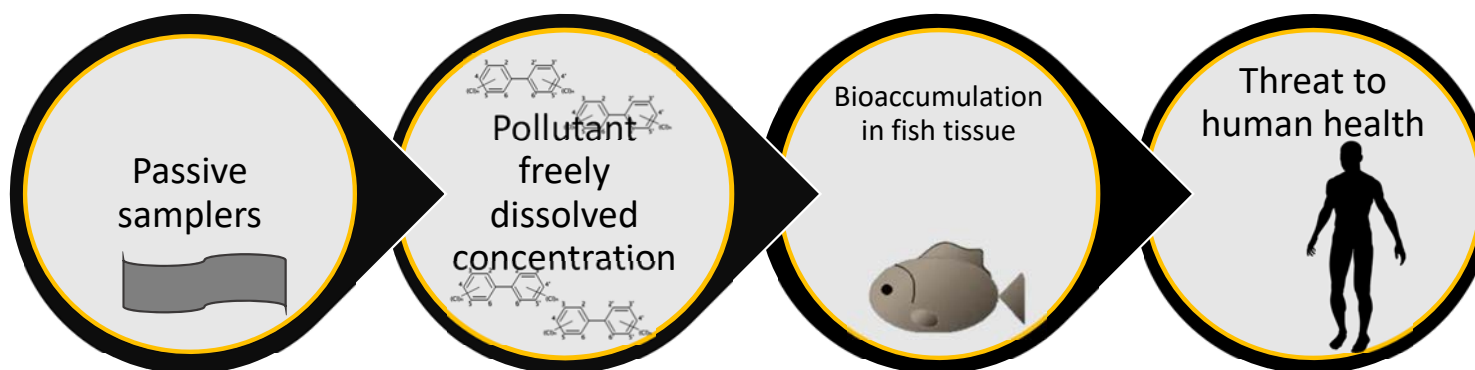 Passive
samplers
Pollutant
freely
dissolved
concentration
Bioaccumulation
in fish tissue
Threat to
human health